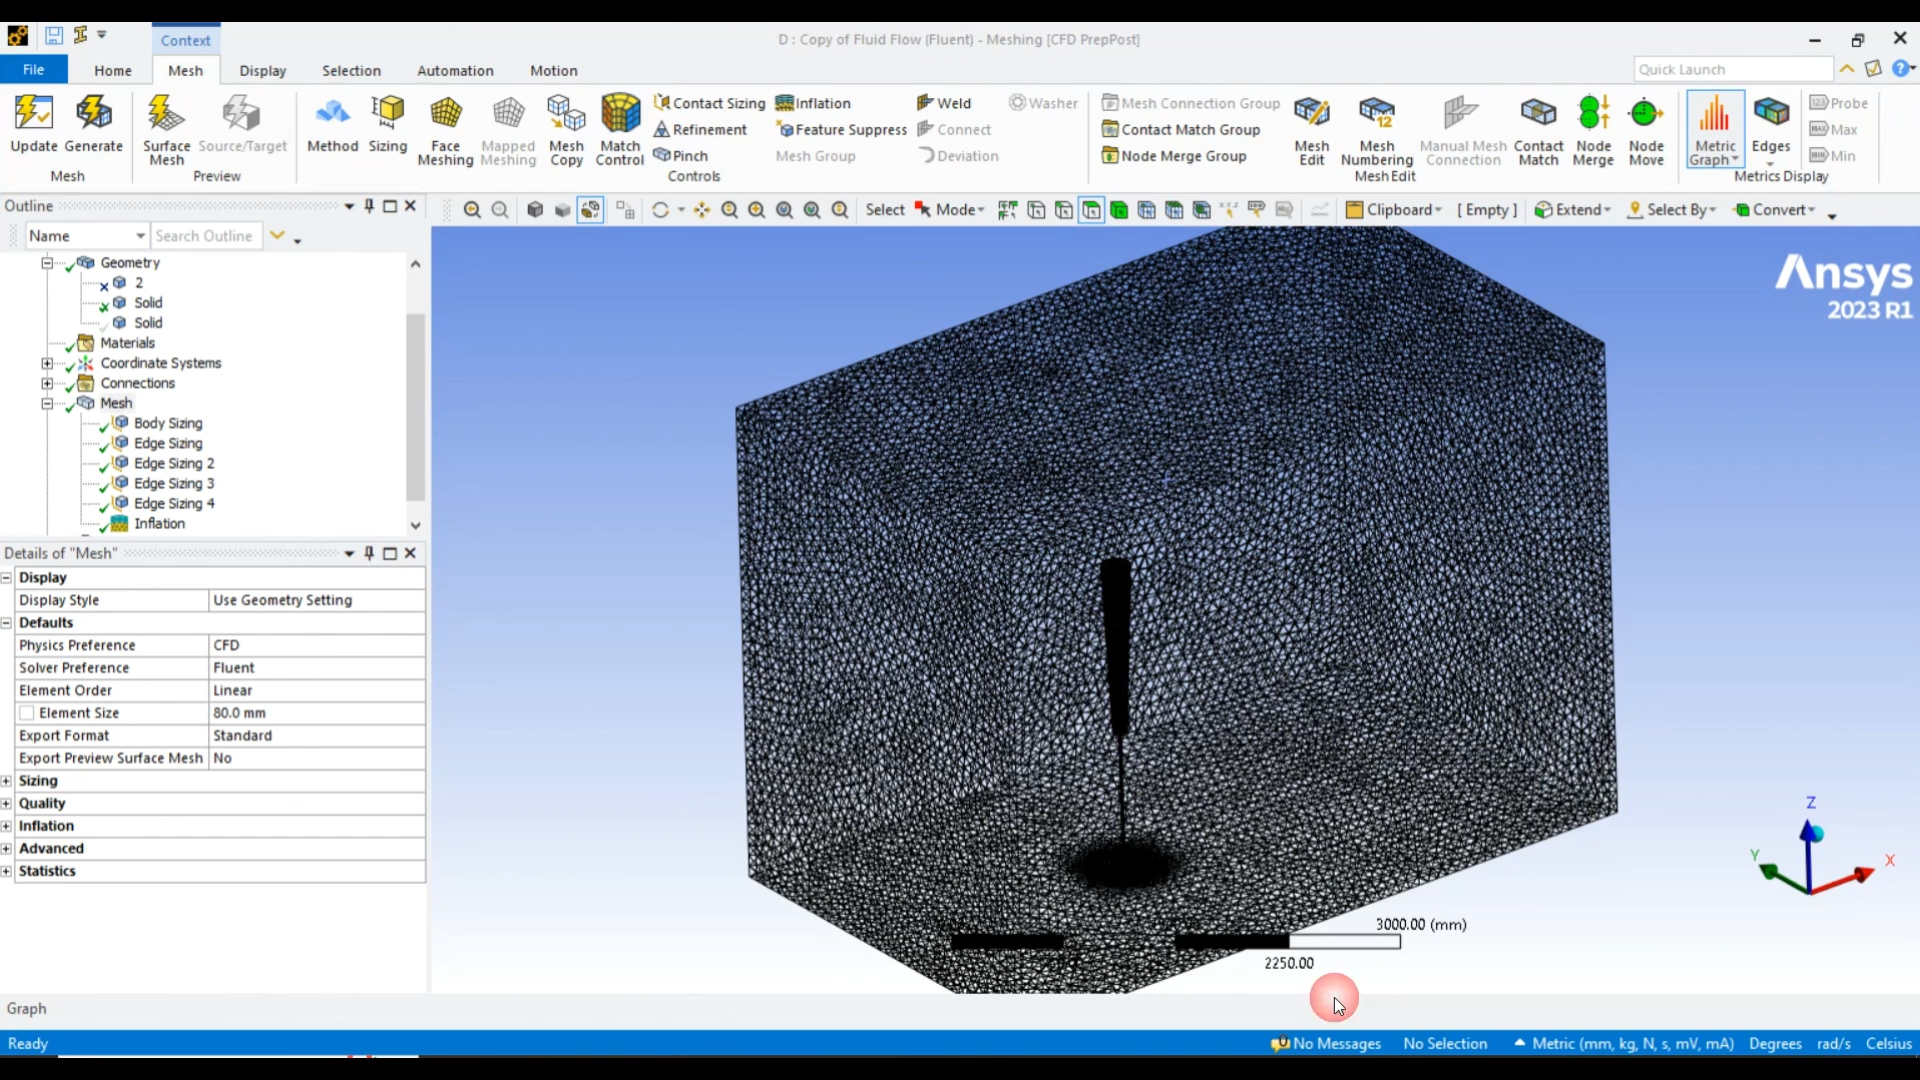 Context
D : Copy of Fluid Flow (Fluent) - Meshing [CFD PrepPost]
File Home Mesh Display Selection Automation Motion
Quick Launch
Update Generate
Mesh
Surface Mesh
Source/Target
Preview
Method Sizing
Face Meshing
Mapped Meshing
Mesh Copy
Match Control
Contact Sizing
Refinement
Pinch
Inflation
Feature Suppress
Mesh Group
Weld
Connect
Deviation
Washer
Controls
Mesh Connection Group
Contact Match Group
Node Merge Group
Mesh Edit
Mesh Numbering
Manual Mesh Connection
Contact Match
Node Merge
Node Move
Mesh Edit
Metric Graph
Edges
Probe
Max
Min
Metrics Display
Outline
Name Search Outline
Select Mode Clipboard [ Empty ] Extend Select By Convert
Geometry
2
Solid
Solid
Materials
Coordinate Systems
Connections
Mesh
Body Sizing
Edge Sizing
Edge Sizing 2
Edge Sizing 3
Edge Sizing 4
Inflation
Details of "Mesh"
Display
Display Style Use Geometry Setting
Defaults
Physics Preference CFD
Solver Preference Fluent
Element Order Linear
Element Size 80.0 mm
Export Format Standard
Export Preview Surface Mesh No
Sizing
Quality
Inflation
Advanced
Statistics
Ansys
2023 R1
Z
Y
X
3000.00 (mm)
2250.00
Graph
Ready No Messages No Selection Metric (mm, kg, N, s, mV, mA) Degrees rad/s Celsius